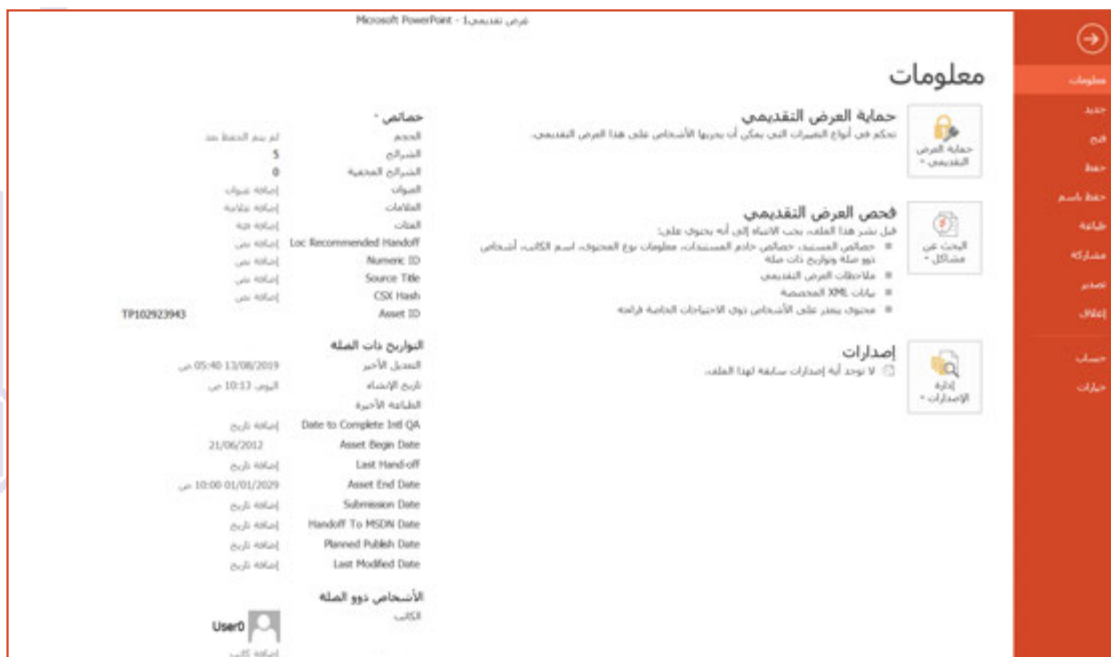 عرض تقديمي1 - Microsoft PowerPoint
معلومات
جديد
فتح
حفظ
حفظ باسم
طباعة
مشاركة
تصدير
إغلاق
حساب
خيارات
معلومات
حماية العرض التقديمي
حماية العرض التقديمي
تحكم في أنواع التغييرات التي يمكن أن يجريها الأشخاص على هذا العرض التقديمي.
البحث عن مشاكل
فحص العرض التقديمي
قبل نشر هذا الملف، يجب الانتباه إلى أنه يحتوي على:
خصائص المستند، خصائص خادم المستندات، معلومات نوع المحتوى، اسم الكاتب، أشخاص
ذوو صلة وتواريخ ذات صلة
ملاحظات العرض التقديمي
بيانات XML المخصصة
محتوى يتعذر على الأشخاص ذوي الاحتياجات الخاصة قراءته
إدارة الإصدارات
إصدارات
لا توجد أية إصدارات سابقة لهذا الملف.
خصائص
الحجم لم يتم الحفظ بعد
الشرائح 5
الشرائح المخفية 0
العنوان إضافة عنوان
العلامات إضافة علامة
الفئات إضافة فئة
Loc Recommended Handoff إضافة نص
Numeric ID إضافة نص
Source Title إضافة نص
CSX Hash إضافة نص
Asset ID TP102923943
التواريخ ذات الصلة
التعديل الأخير 13/08/2019 05:40 ص
تاريخ الإنشاء اليوم، 10:13 ص
الطباعة الأخيرة
Date to Complete Intl QA إضافة تاريخ
Asset Begin Date 21/06/2012
Last Hand-off إضافة تاريخ
Asset End Date 01/01/2029 10:00 ص
Submission Date إضافة تاريخ
Handoff To MSDN Date إضافة تاريخ
Planned Publish Date إضافة تاريخ
Last Modified Date إضافة تاريخ
الأشخاص ذوو الصلة
الكاتب
User0
إضافة كاتب